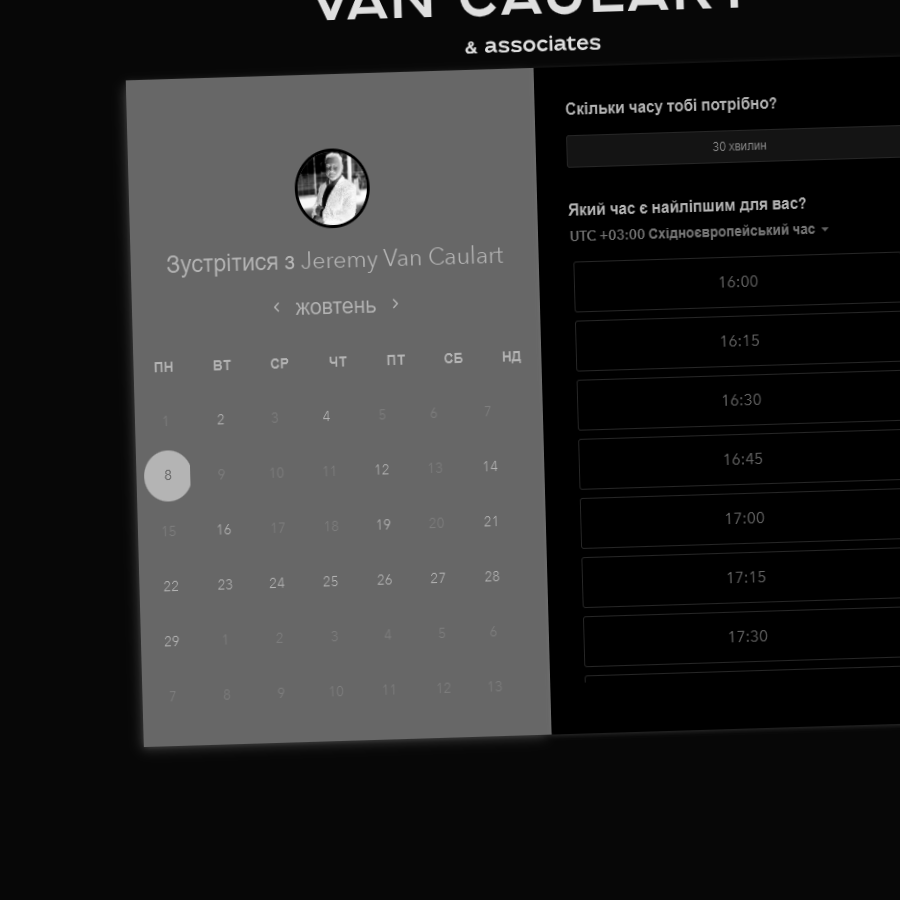 VAN CAULART
& associates
Зустрітися з Jeremy Van Caulart
‹ жовтень ›
ПН ВТ СР ЧТ ПТ СБ НД
1 2 3 4 5 6 7
8 9 10 11 12 13 14
15 16 17 18 19 20 21
22 23 24 25 26 27 28
29 1 2 3 4 5 6
7 8 9 10 11 12 13
Скільки часу тобі потрібно?
30 хвилин
Який час є найліпшим для вас?
UTC +03:00 Східноєвропейський час
16:00
16:15
16:30
16:45
17:00
17:15
17:30